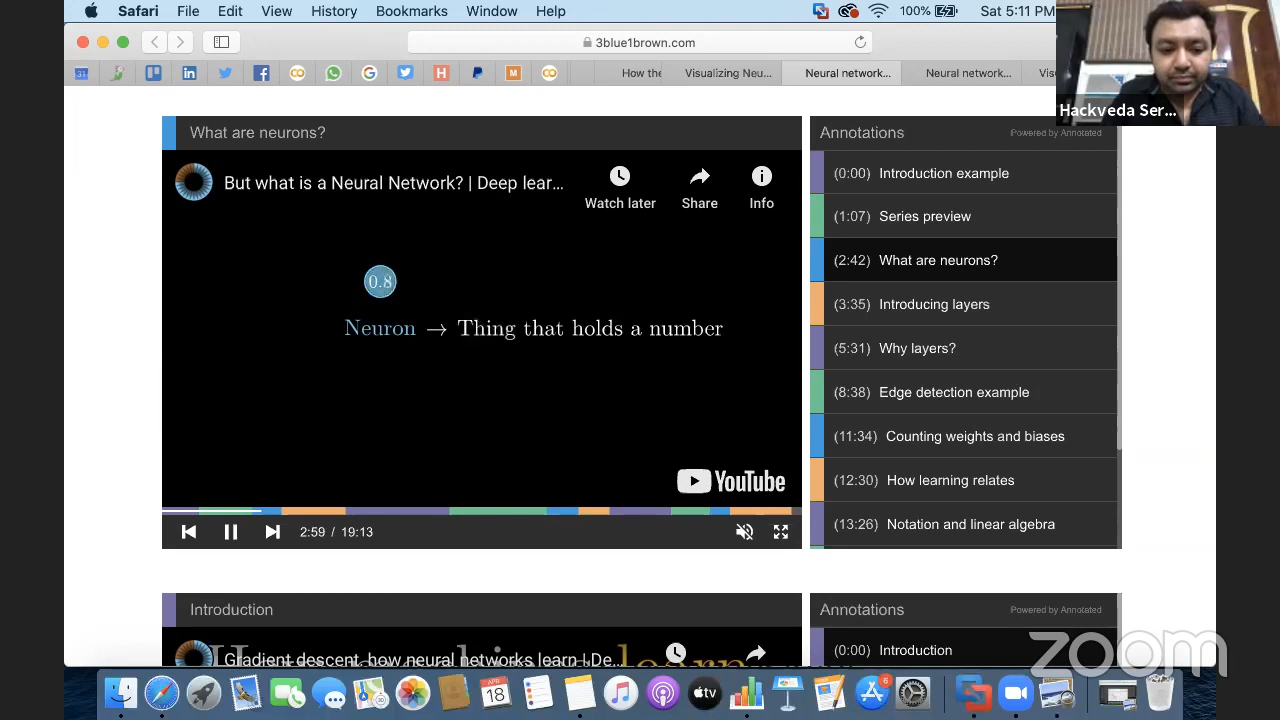 Safari File Edit View History Bookmarks Window Help 100% Sat 5:11 PM
3blue1brown.com
How the Visualizing Neu... Neural network... Neural network... Vis
Hackveda Ser...
What are neurons?
But what is a Neural Network? | Deep lear...
Watch later Share Info
0.8
Neuron → Thing that holds a number
YouTube
2:59 / 19:13
Annotations Powered by Annotated
(0:00) Introduction example
(1:07) Series preview
(2:42) What are neurons?
(3:35) Introducing layers
(5:31) Why layers?
(8:38) Edge detection example
(11:34) Counting weights and biases
(12:30) How learning relates
(13:26) Notation and linear algebra
Introduction
Gradient descent, how neural networks learn | De...
Annotations Powered by Annotated
(0:00) Introduction
zoom
APR
18
6